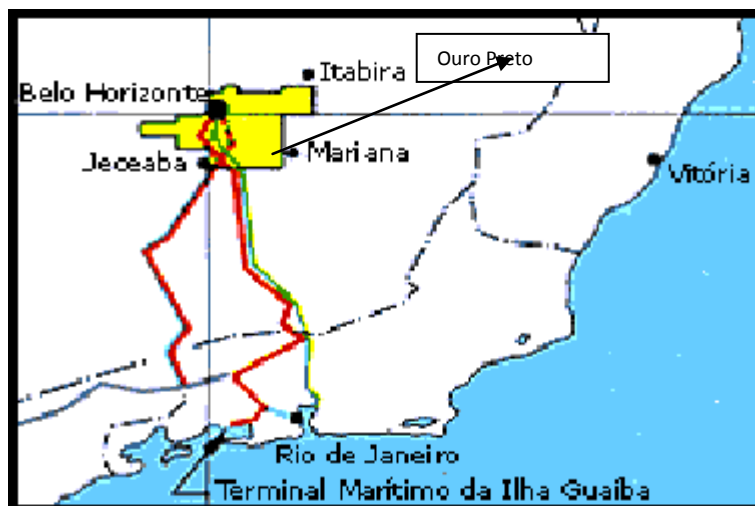 Ouro Preto
Itabira
Belo Horizonte
Mariana
Jeceaba
Vitória
Rio de Janeiro
Terminal Marítimo da Ilha Guaíba